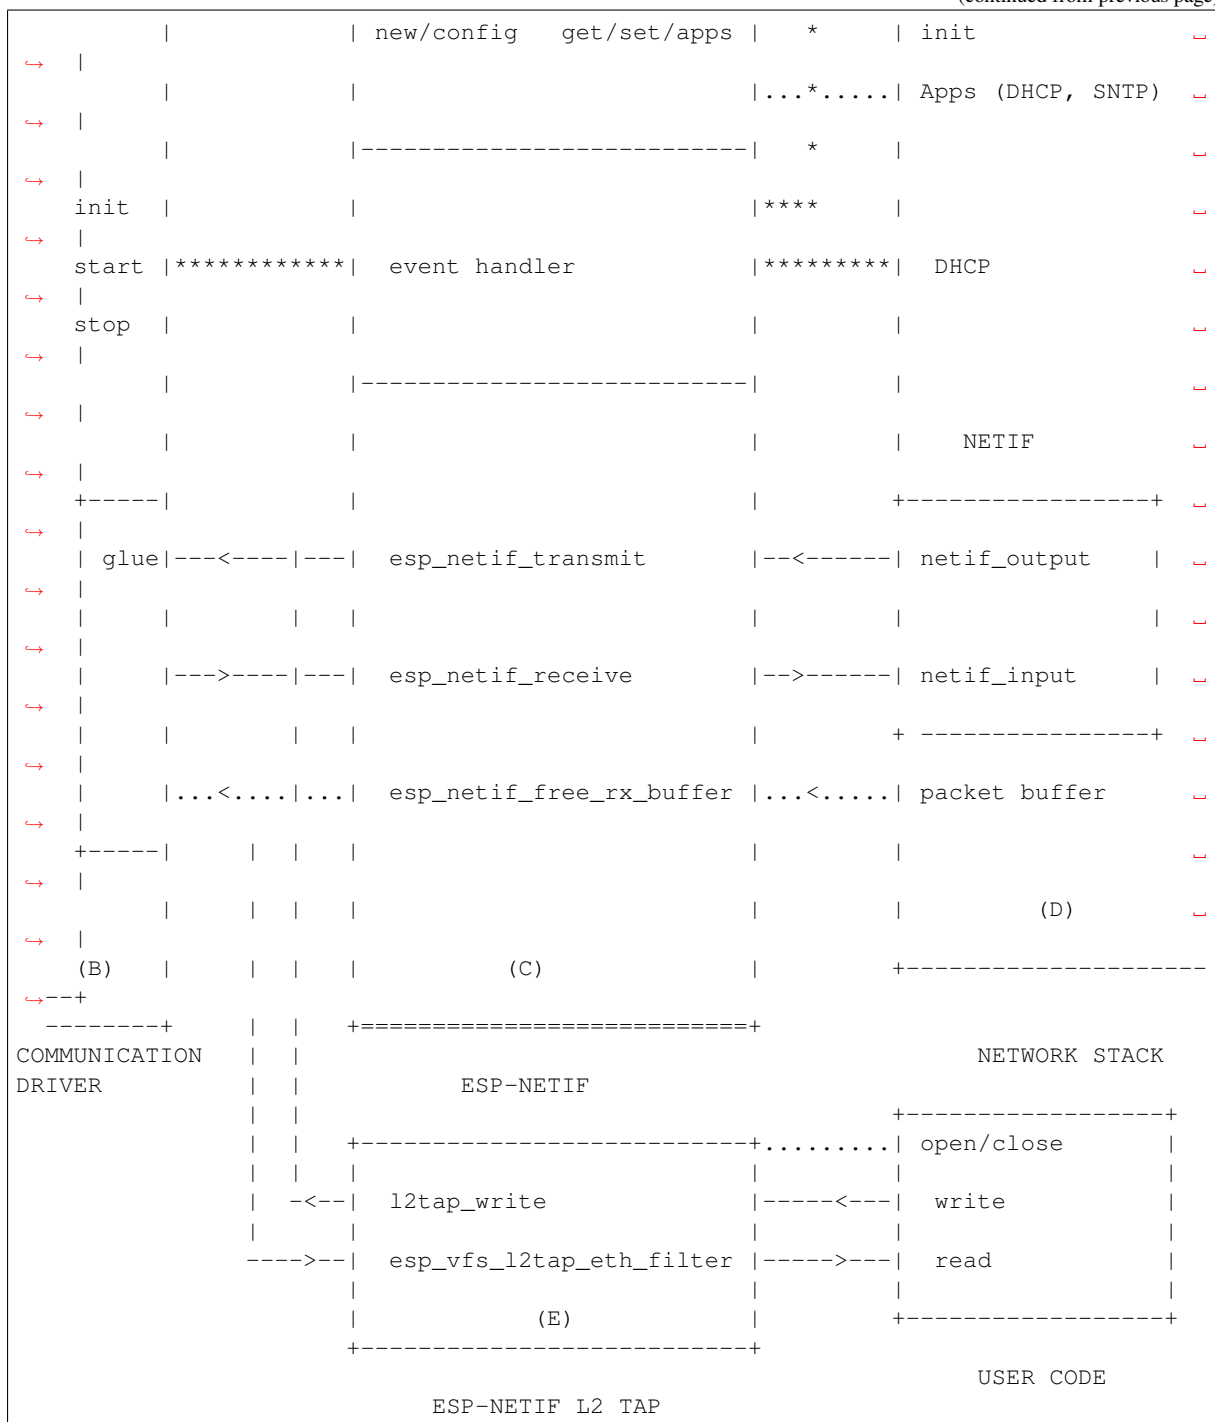 (continued from previous page)
          |            | new/config   get/set/apps |   *     | init               ␣
↪   |
          |            |                           |...*.....| Apps (DHCP, SNTP)  ␣
↪   |
          |            |---------------------------|   *     |                    ␣
↪   |
    init  |            |                           |****     |                    ␣
↪   |
    start |************|  event handler            |*********|  DHCP              ␣
↪   |
    stop  |            |                           |         |                    ␣
↪   |
          |            |---------------------------|         |                    ␣
↪   |
          |            |                           |         |    NETIF           ␣
↪   |
    +-----|            |                           |         +-----------------+  ␣
↪   |
    | glue|---<----|---|  esp_netif_transmit       |--<------| netif_output    |  ␣
↪   |
    |     |        |   |                           |         |                 |  ␣
↪   |
    |     |--->----|---|  esp_netif_receive        |-->------| netif_input     |  ␣
↪   |
    |     |        |   |                           |         + ----------------+  ␣
↪   |
    |     |...<....|...|  esp_netif_free_rx_buffer |...<.....| packet buffer      ␣
↪   |
    +-----|     |  |   |                           |         |                    ␣
↪   |
          |     |  |   |                           |         |         (D)        ␣
↪   |
    (B)   |     |  |   |          (C)              |         +---------------------
↪--+
  --------+     |  |   +===========================+
COMMUNICATION   |  |                                               NETWORK STACK
DRIVER          |  |           ESP-NETIF
                |  |                                         +------------------+
                |  |   +---------------------------+.........| open/close       |
                |  |   |                           |         |                  |
                |  -<--|  l2tap_write              |-----<---|  write           |
                |      |                           |         |                  |
                ---->--|  esp_vfs_l2tap_eth_filter |----->---|  read            |
                       |                           |         |                  |
                       |            (E)            |         +------------------+
                       +---------------------------+
                                                                   USER CODE
                             ESP-NETIF L2 TAP